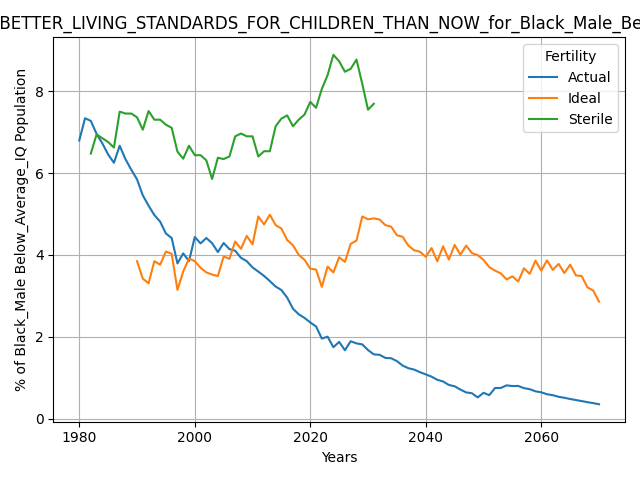 BETTER_LIVING_STANDARDS_FOR_CHILDREN_THAN_NOW_for_Black_Male_Be
Fertility
Actual
Ideal
Sterile
% of Black_Male Below_Average_IQ Population
8
6
4
2
0
1980 2000 2020 2040 2060
Years